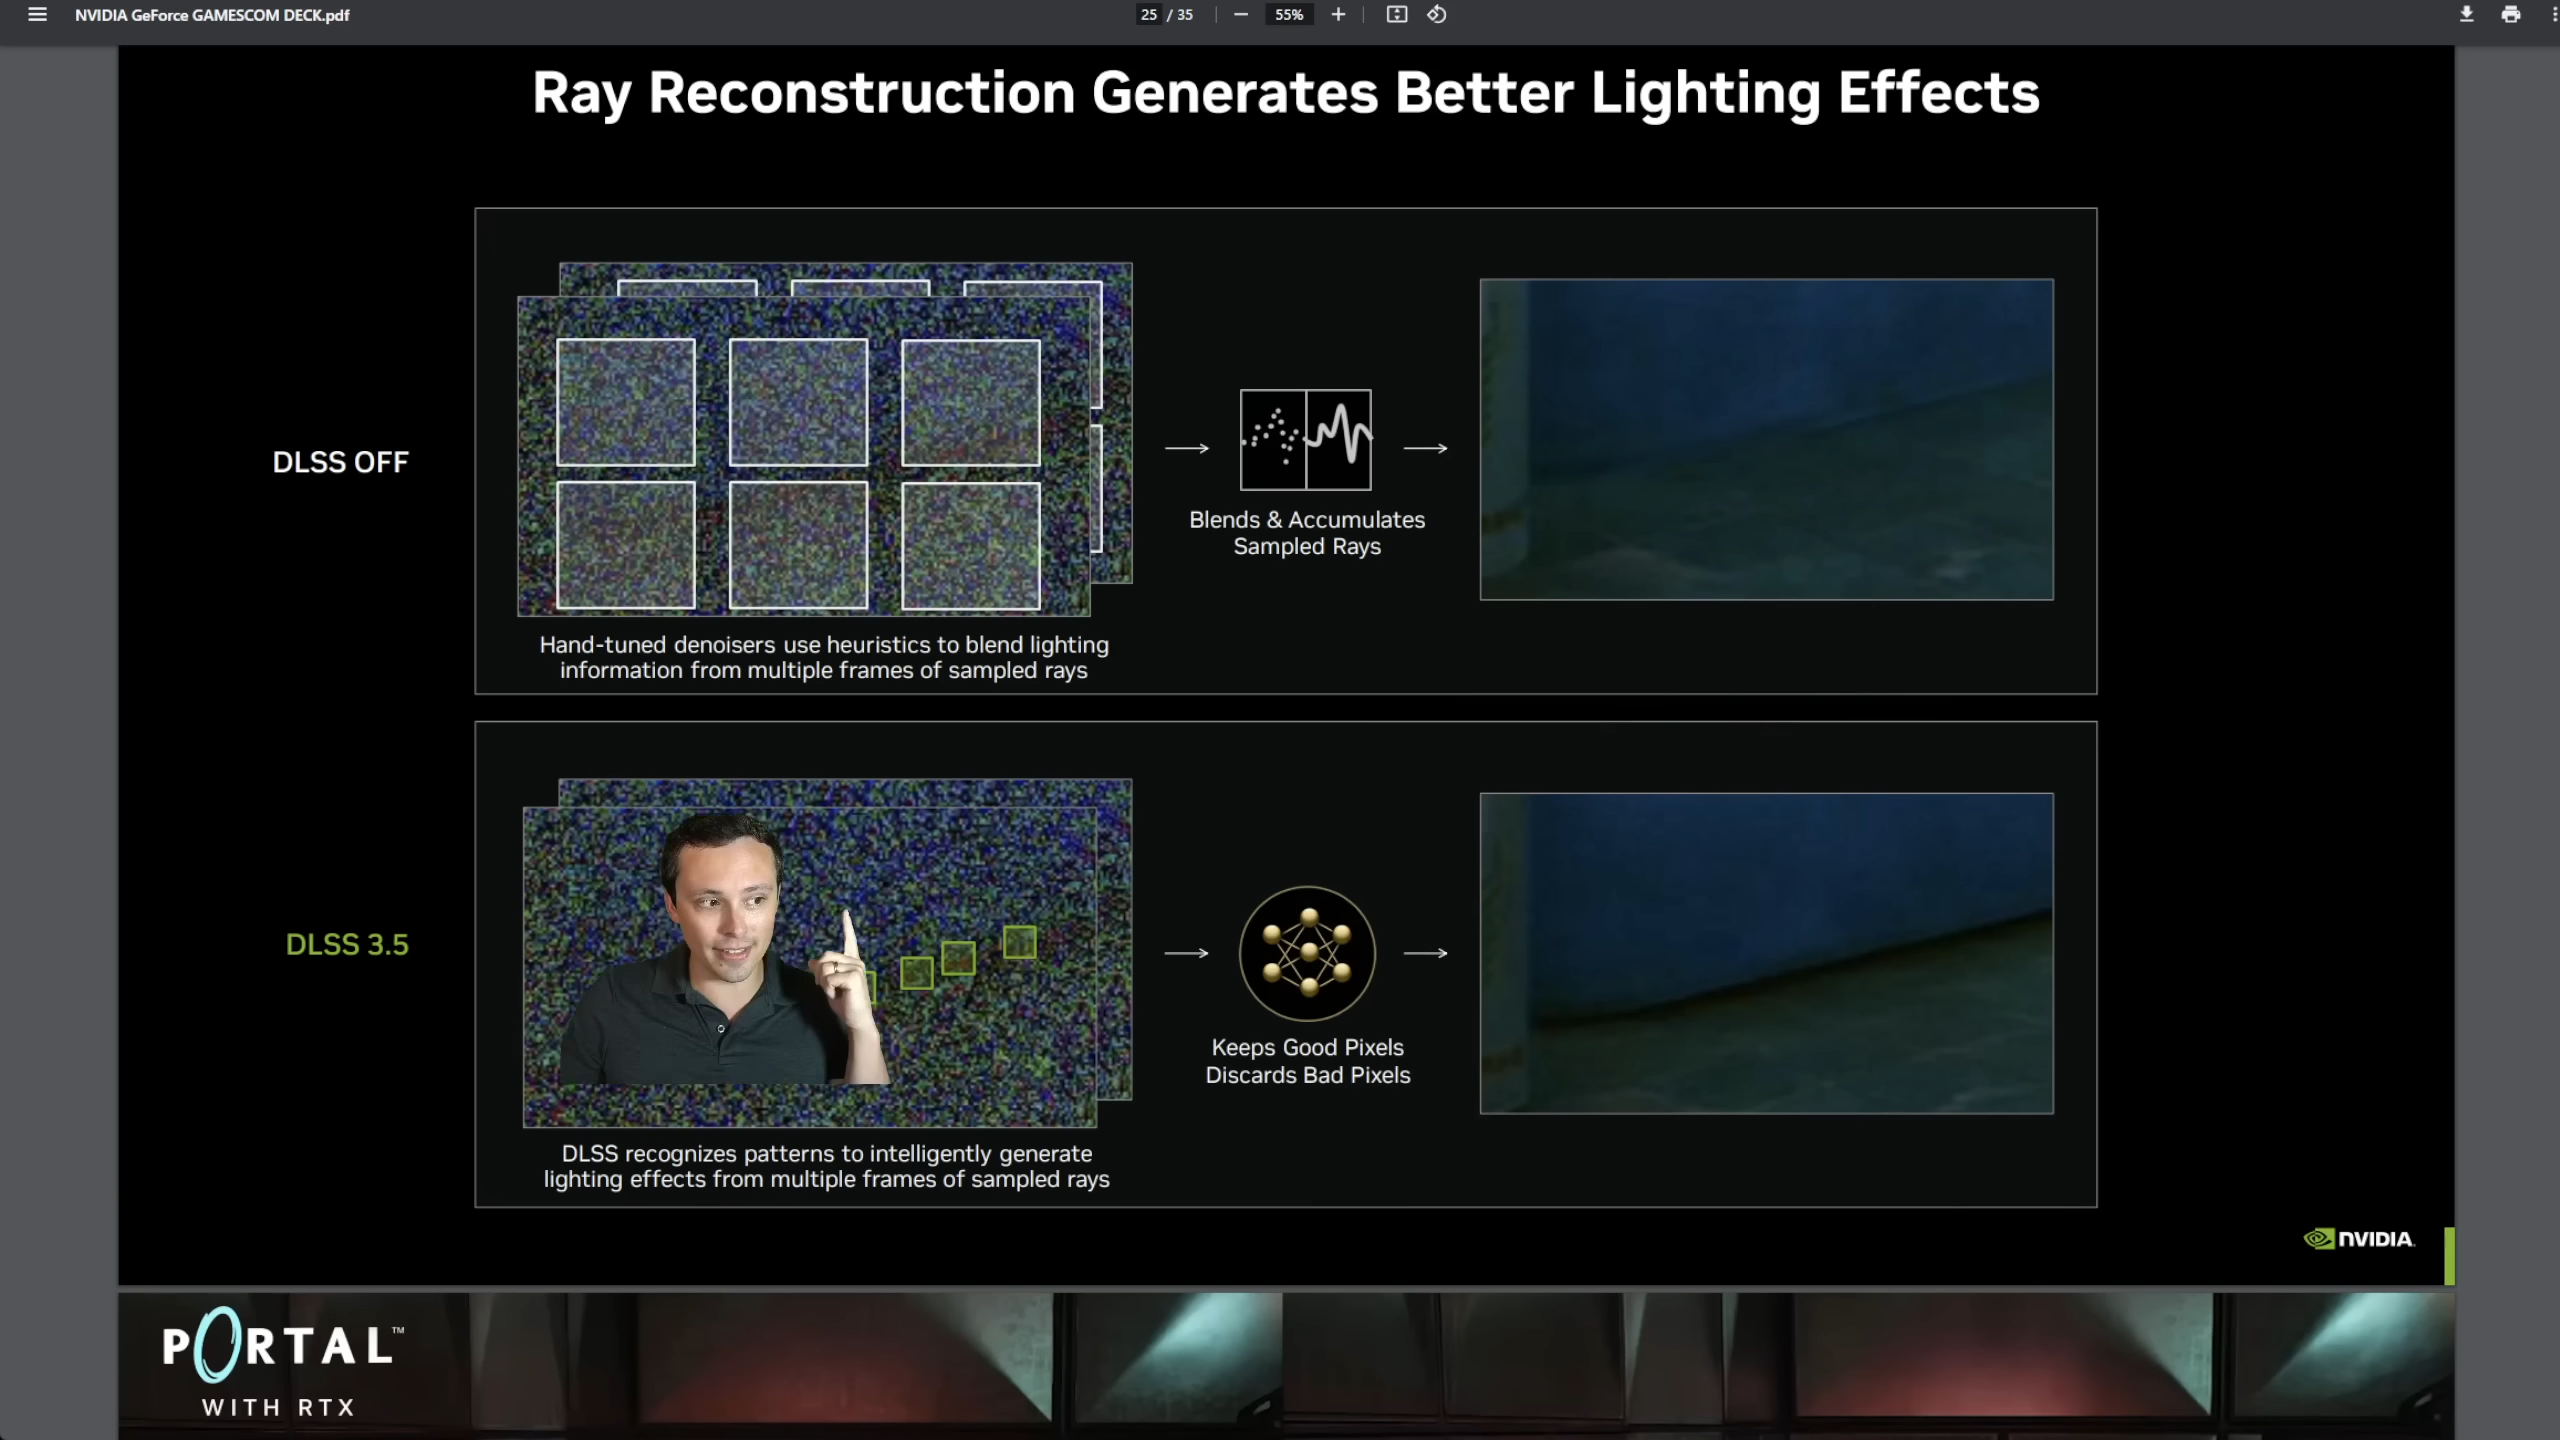 NVIDIA GeForce GAMESCOM DECK.pdf
25 / 35
55%
Ray Reconstruction Generates Better Lighting Effects
DLSS OFF
Blends & Accumulates
Sampled Rays
Hand-tuned denoisers use heuristics to blend lighting
information from multiple frames of sampled rays
DLSS 3.5
Keeps Good Pixels
Discards Bad Pixels
DLSS recognizes patterns to intelligently generate
lighting effects from multiple frames of sampled rays
NVIDIA.
PORTAL™
WITH RTX